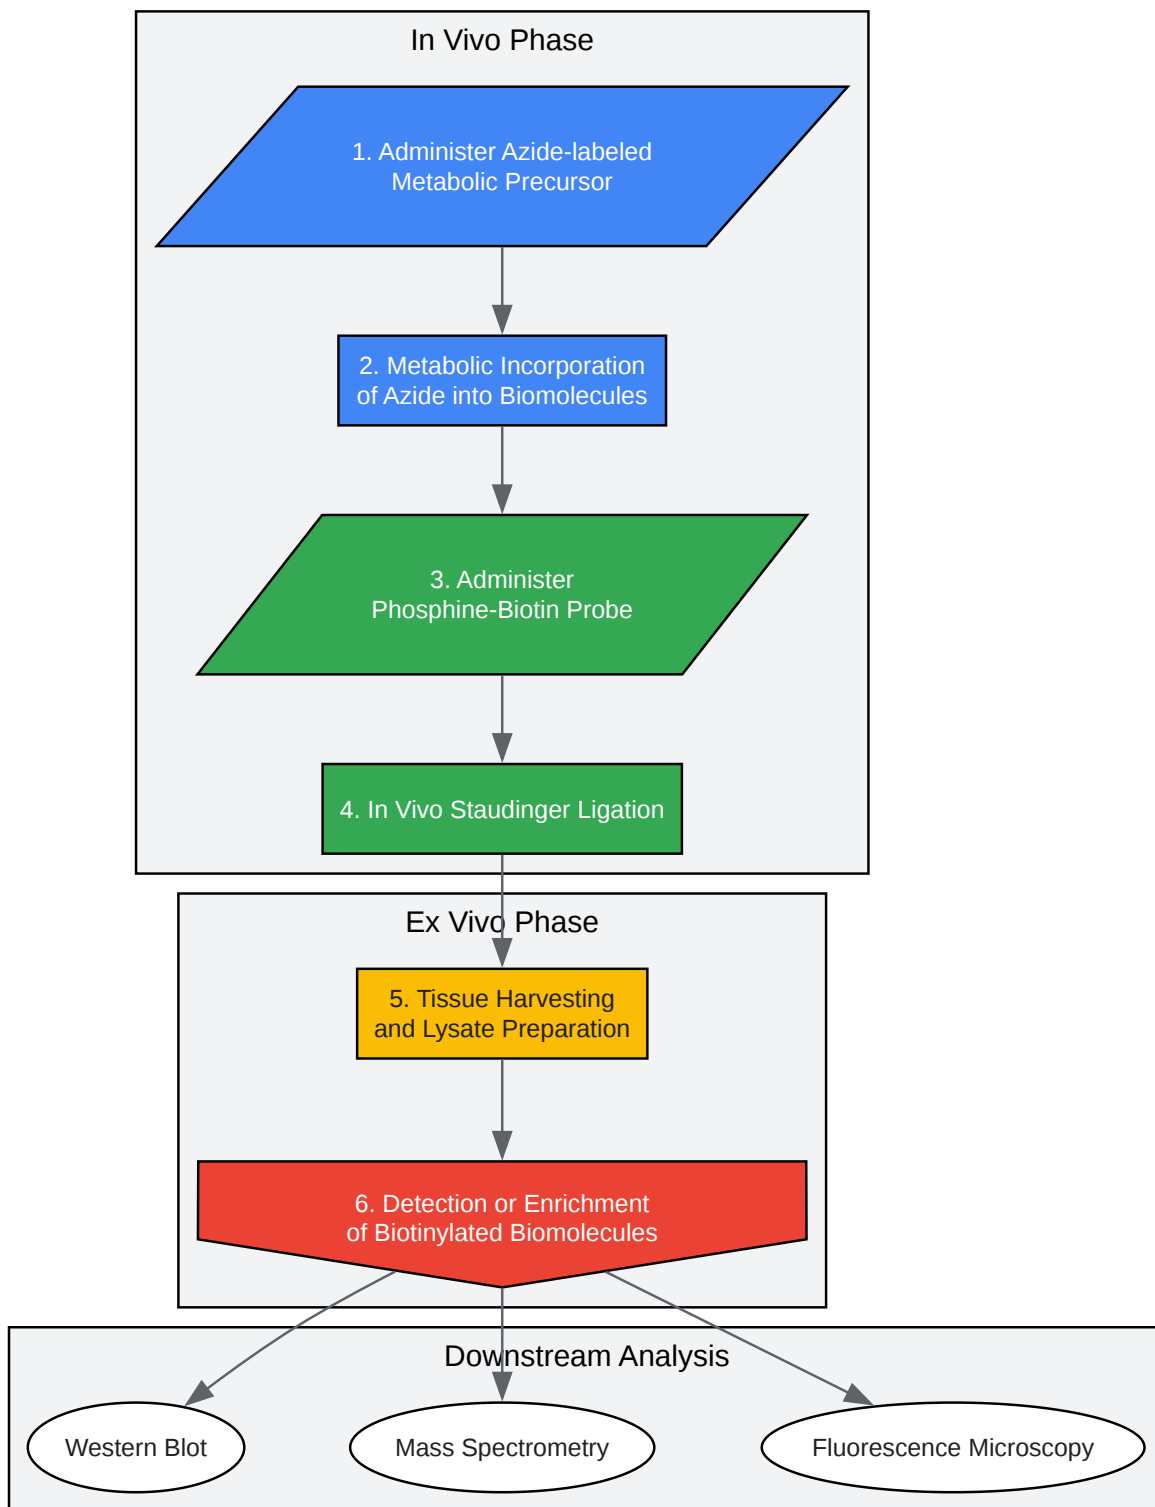 In Vivo Phase
1. Administer Azide-labeled
Metabolic Precursor
2. Metabolic Incorporation
of Azide into Biomolecules
3. Administer
Phosphine-Biotin Probe
4. In Vivo Staudinger Ligation
Ex Vivo Phase
5. Tissue Harvesting
and Lysate Preparation
6. Detection or Enrichment
of Biotinylated Biomolecules
Downstream Analysis
Western Blot
Mass Spectrometry
Fluorescence Microscopy